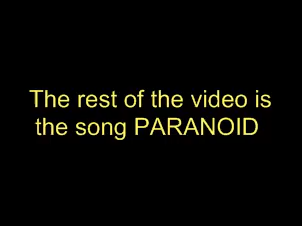 The rest of the video is
the song PARANOID